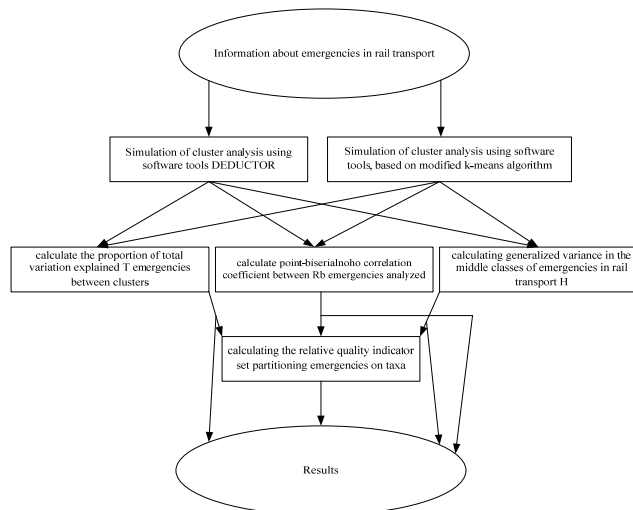 Information about emergencies in rail transport
Simulation of cluster analysis using
software tools DEDUCTOR
Simulation of cluster analysis using software
tools, based on modified k-means algorithm
calculate the proportion of total
variation explained T emergencies
between clusters
calculate point-biserialnoho correlation
coefficient between Rb emergencies analyzed
calculating generalized variance in the
middle classes of emergencies in rail
transport H
calculating the relative quality indicator
set partitioning emergencies on taxa
Results